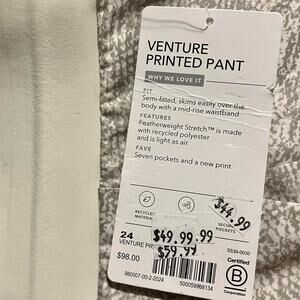 VENTURE
PRINTED PANT
WHY WE LOVE IT
FIT
Semi-fitted, skims easily over the
body with a mid-rise waistband
FEATURES
Featherweight Stretch™ is made
with recycled polyester
and is light as air
FAVE
Seven pockets and a new print
RECYCLED
MATERIAL
SECURE
POCKETS
$44.99
$49.99.99
$59.99
24
VENTURE PR
$98.00
S539-0030
980007-00-2-2024
Certified
B
Corporation